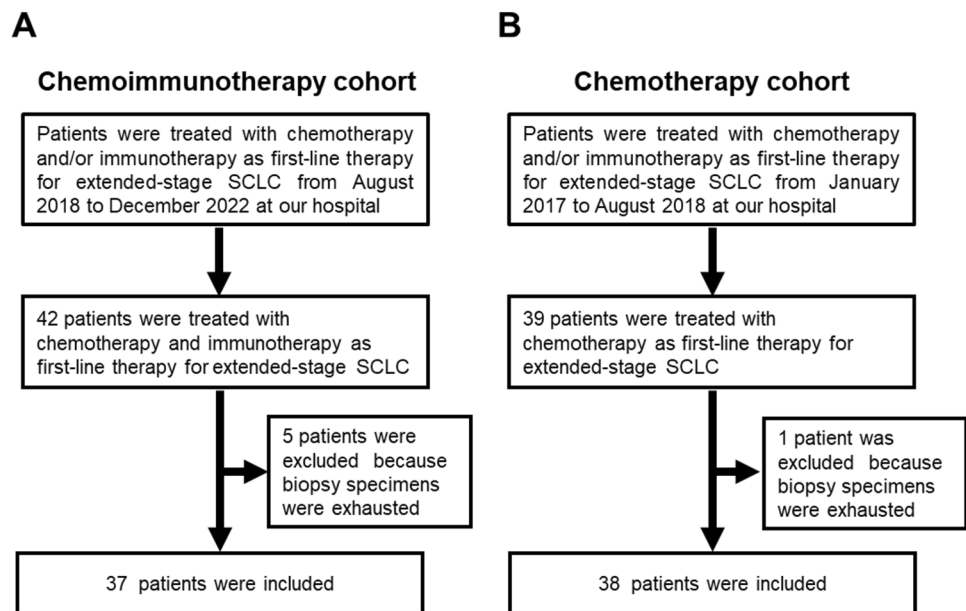 A
Chemoimmunotherapy cohort
Patients were treated with chemotherapy
and/or immunotherapy as first-line therapy
for extended-stage SCLC from August
2018 to December 2022 at our hospital
42 patients were treated with
chemotherapy and immunotherapy as
first-line therapy for extended-stage SCLC
5 patients were
excluded because
biopsy specimens
were exhausted
37 patients were included
B
Chemotherapy cohort
Patients were treated with chemotherapy
and/or immunotherapy as first-line therapy
for extended-stage SCLC from January
2017 to August 2018 at our hospital
39 patients were treated with
chemotherapy as first-line therapy for
extended-stage SCLC
1 patient was
excluded because
biopsy specimens
were exhausted
38 patients were included